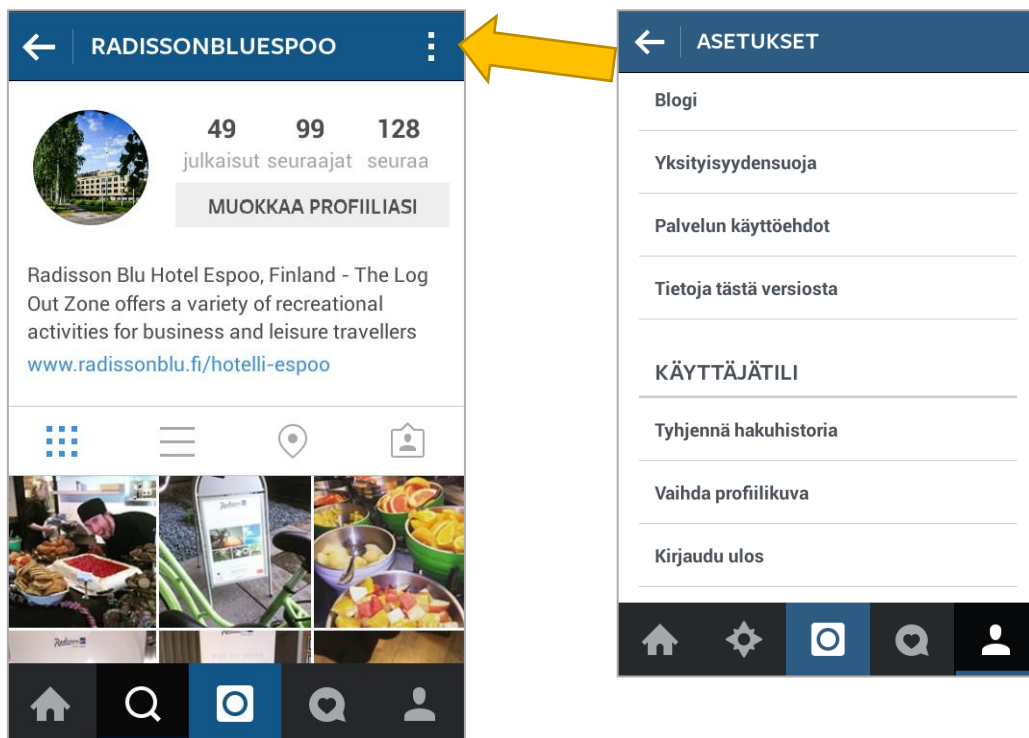 RADISSONBLUESPOO
49 99 128
julkaisut seuraajat seuraa
MUOKKAA PROFIILIASI
Radisson Blu Hotel Espoo, Finland - The Log
Out Zone offers a variety of recreational
activities for business and leisure travellers
www.radissonblu.fi/hotelli-espoo
Radisson
Radisson
ASETUKSET
Blogi
Yksityisyydensuoja
Palvelun käyttöehdot
Tietoja tästä versiosta
KÄYTTÄJÄTILI
Tyhjennä hakuhistoria
Vaihda profiilikuva
Kirjaudu ulos